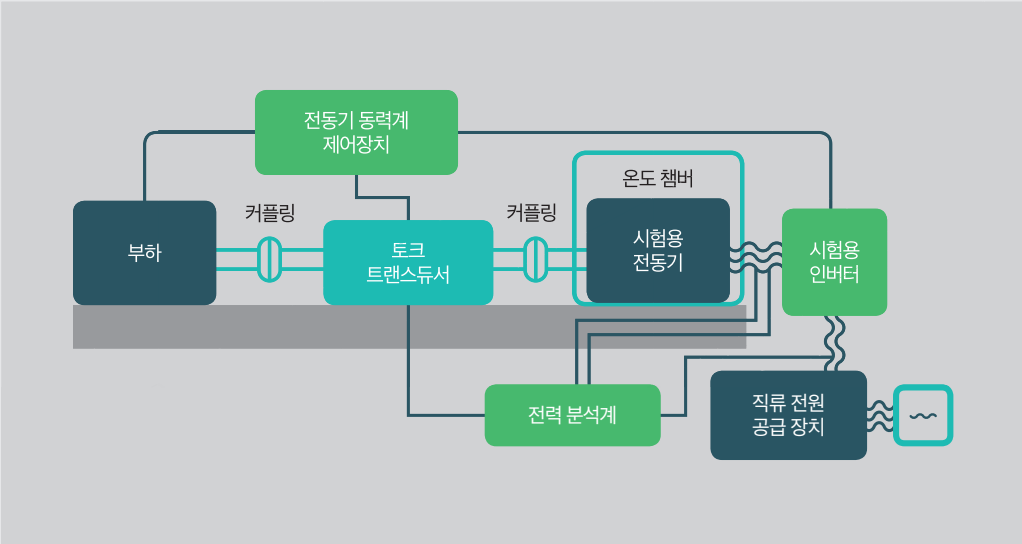 전동기 동력계
제어장치
온도 챔버
커플링
커플링
부하
토크
트랜스듀서
시험용
전동기
시험용
인버터
전력 분석계
직류 전원
공급 장치